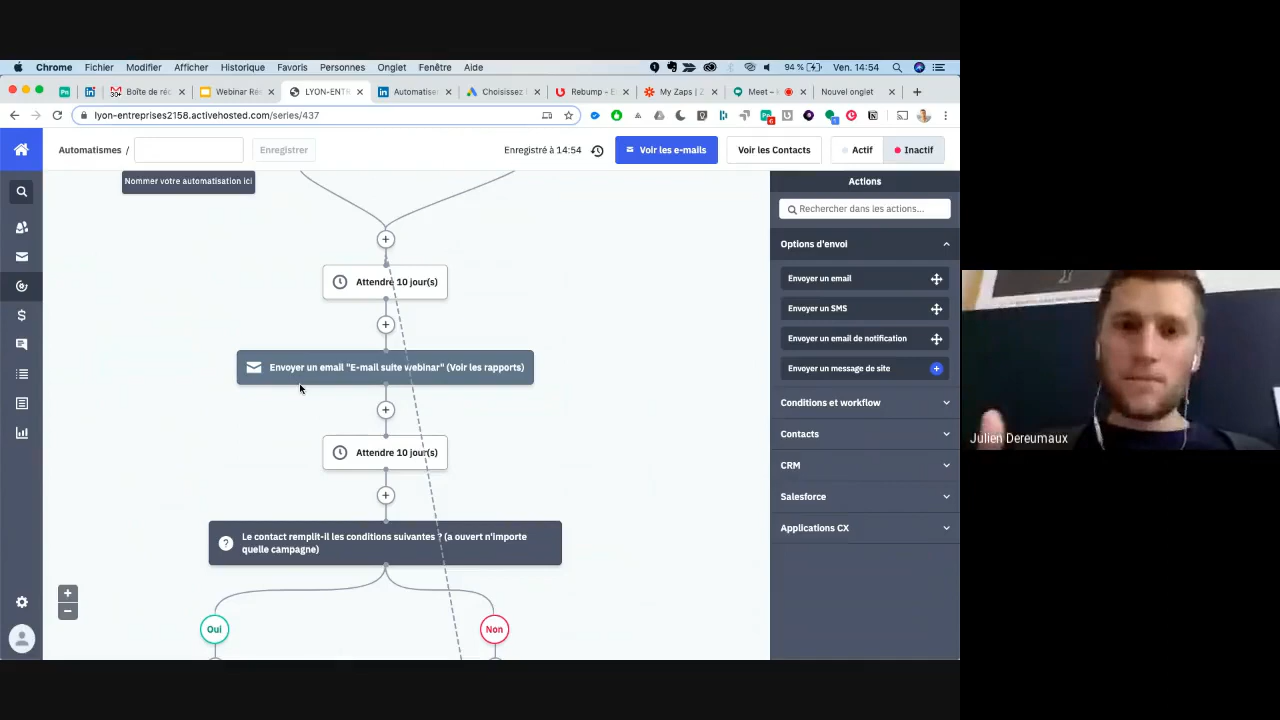 Chrome Fichier Modifier Afficher Historique Favoris Personnes Onglet Fenêtre Aide 94 % Ven. 14:54
Boîte de réc Webinar Re LYON-ENTR Automatise Choisissez Rebump - E My Zaps | Z Meet – Nouvel onglet
lyon-entreprises2158.activehosted.com/series/437
Automatismes / Enregistrer Enregistré à 14:54 Voir les e-mails Voir les Contacts Actif Inactif
Nommer votre automatisation ici
Attendre 10 jour(s)
Envoyer un email "E-mail suite webinar" (Voir les rapports)
Attendre 10 jour(s)
Le contact remplit-il les conditions suivantes ? (a ouvert n'importe
quelle campagne)
Oui Non
Actions
Rechercher dans les actions...
Options d'envoi
Envoyer un email
Envoyer un SMS
Envoyer un email de notification
Envoyer un message de site
Conditions et workflow
Contacts
CRM
Salesforce
Applications CX
Julien Dereumaux